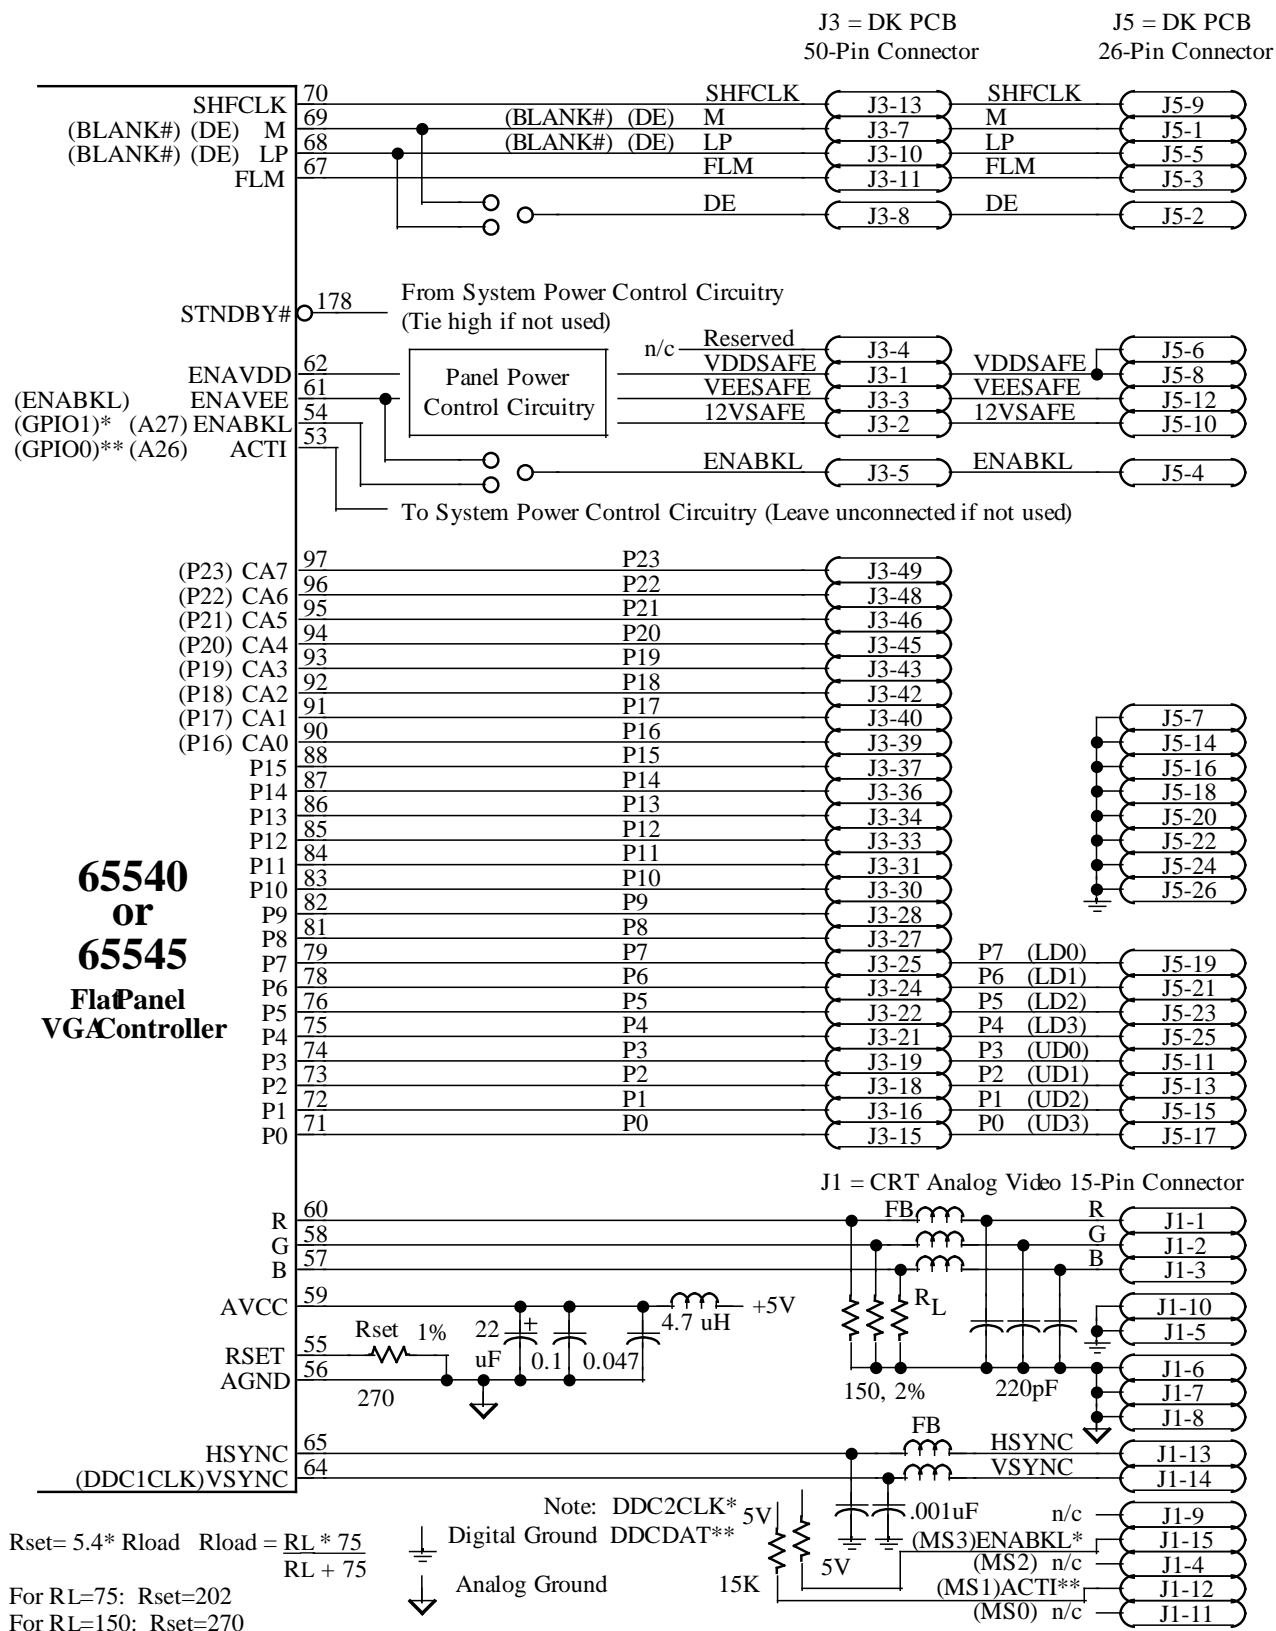 J3 = DK PCB J5 = DK PCB
50-Pin Connector 26-Pin Connector
SHFCLK 70 SHFCLK J3-13 SHFCLK J5-9
(BLANK#) (DE) M 69 (BLANK#) (DE) M J3-7 M J5-1
(BLANK#) (DE) LP 68 (BLANK#) (DE) LP J3-10 LP J5-5
FLM 67 FLM J3-11 FLM J5-3
DE J3-8 DE J5-2
STNDBY# 178 From System Power Control Circuitry
(Tie high if not used)
n/c Reserved J3-4 J5-6
ENAVDD 62 Panel Power VDDSAFE J3-1 VDDSAFE J5-8
(ENABKL) ENAVEE 61 Control Circuitry VEESAFE J3-3 VEESAFE J5-12
(GPIO1)* (A27) ENABKL 54 12VSAFE J3-2 12VSAFE J5-10
(GPIO0)** (A26) ACTI 53
ENABKL J3-5 ENABKL J5-4
To System Power Control Circuitry (Leave unconnected if not used)
(P23) CA7 97 P23 J3-49
(P22) CA6 96 P22 J3-48
(P21) CA5 95 P21 J3-46
(P20) CA4 94 P20 J3-45
(P19) CA3 93 P19 J3-43
(P18) CA2 92 P18 J3-42
(P17) CA1 91 P17 J3-40 J5-7
(P16) CA0 90 P16 J3-39 J5-14
P15 88 P15 J3-37 J5-16
P14 87 P14 J3-36 J5-18
P13 86 P13 J3-34 J5-20
P12 85 P12 J3-33 J5-22
P11 84 P11 J3-31 J5-24
P10 83 P10 J3-30 J5-26
P9 82 P9 J3-28
P8 81 P8 J3-27
P7 79 P7 J3-25 P7 (LD0) J5-19
P6 78 P6 J3-24 P6 (LD1) J5-21
P5 76 P5 J3-22 P5 (LD2) J5-23
P4 75 P4 J3-21 P4 (LD3) J5-25
P3 74 P3 J3-19 P3 (UD0) J5-11
P2 73 P2 J3-18 P2 (UD1) J5-13
P1 72 P1 J3-16 P1 (UD2) J5-15
P0 71 P0 J3-15 P0 (UD3) J5-17
65540
or
65545
Flat Panel
VGA Controller
J1 = CRT Analog Video 15-Pin Connector
R 60 FB R J1-1
G 58 G J1-2
B 57 B J1-3
AVCC 59 4.7 uH +5V RL J1-10
J1-5
Rset 1% 22 uF + 0.1 0.047
RSET 55
AGND 56 J1-6
270 150, 2% 220pF J1-7
J1-8
HSYNC 65 FB HSYNC J1-13
(DDC1CLK)VSYNC 64 VSYNC J1-14
Note: DDC2CLK* 5V .001uF n/c J1-9
Digital Ground DDCDAT** 5V (MS3)ENABKL* J1-15
(MS2) n/c J1-4
Analog Ground 15K (MS1)ACTI** J1-12
(MS0) n/c J1-11
Rset= 5.4* Rload Rload = RL * 75
RL + 75
For RL=75: Rset=202
For RL=150: Rset=270